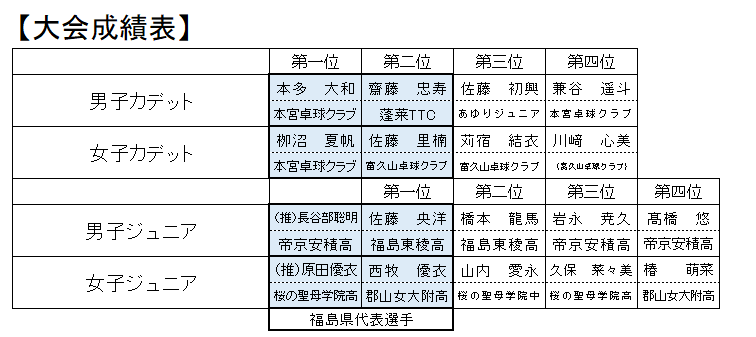 【大会成績表】
第一位 第二位 第三位 第四位
男子カデット
本多 大和 齋藤 忠寿 佐藤 初興 兼谷 遥斗
本宮卓球クラブ 蓬莱TTC あゆりジュニア 本宮卓球クラブ
女子カデット
栁沼 夏帆 佐藤 里楠 苅宿 結衣 川﨑 心美
本宮卓球クラブ 富久山卓球クラブ 富久山卓球クラブ (富久山卓球クラブ)
第一位 第二位 第三位 第四位
男子ジュニア
(推)長谷部聡明 佐藤 央洋 橋本 龍馬 岩永 尭久 髙橋 悠
帝京安積高 福島東稜高 福島東稜高 帝京安積高 帝京安積高
女子ジュニア
(推)原田優衣 西牧 優衣 山内 愛永 久保 菜々美 椿 萌菜
桜の聖母学院高 郡山女大附高 桜の聖母学院中 桜の聖母学院高 郡山女大附高
福島県代表選手